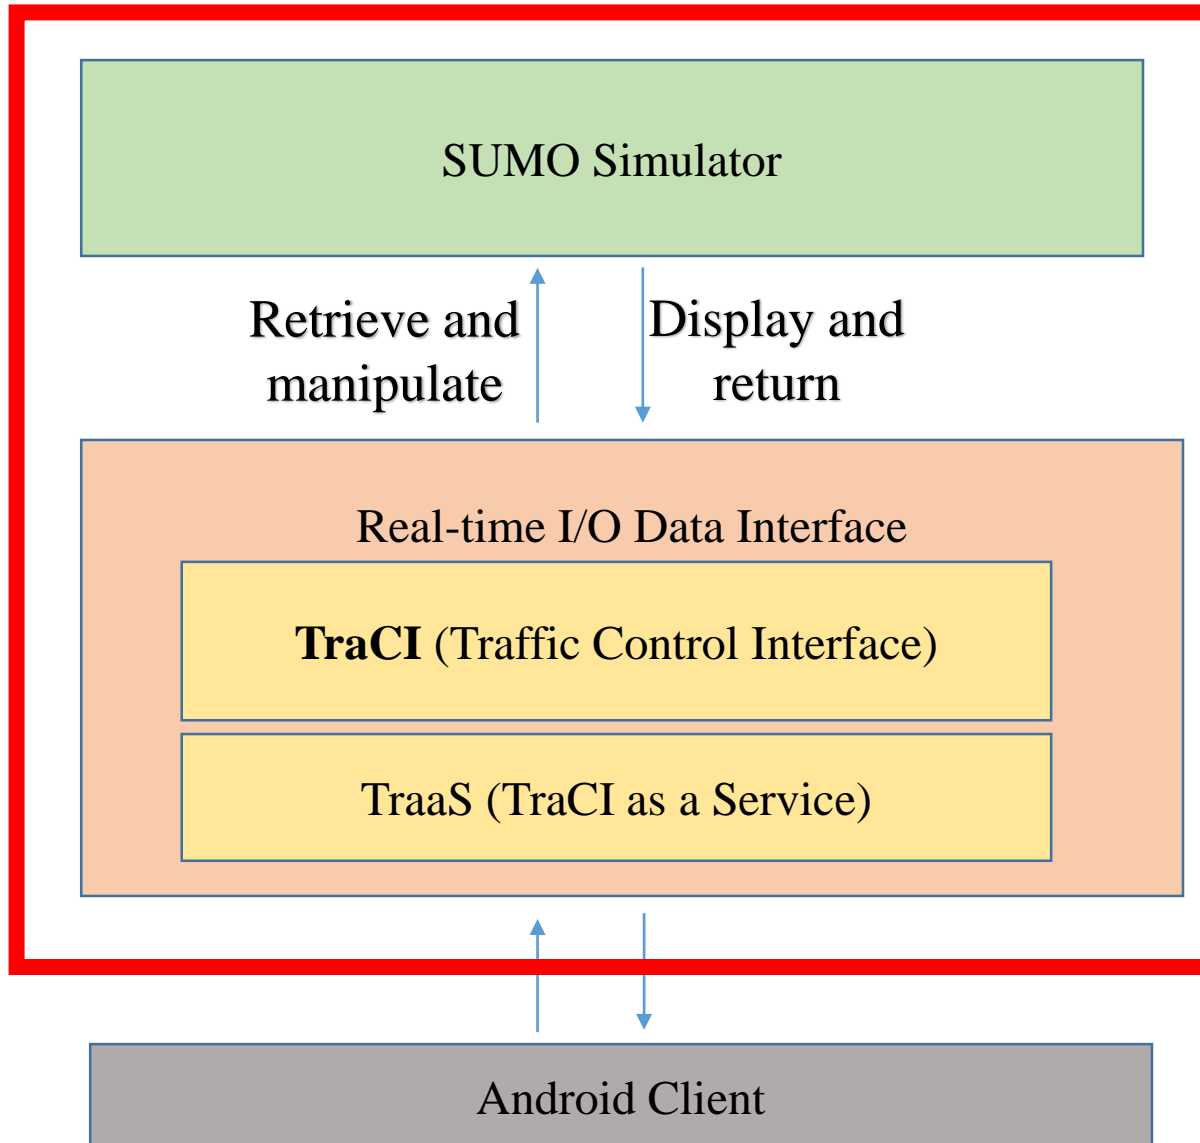 SUMO Simulator
Retrieve and
manipulate
Display and
return
Real-time I/O Data Interface
TraCI (Traffic Control Interface)
TraaS (TraCI as a Service)
Android Client